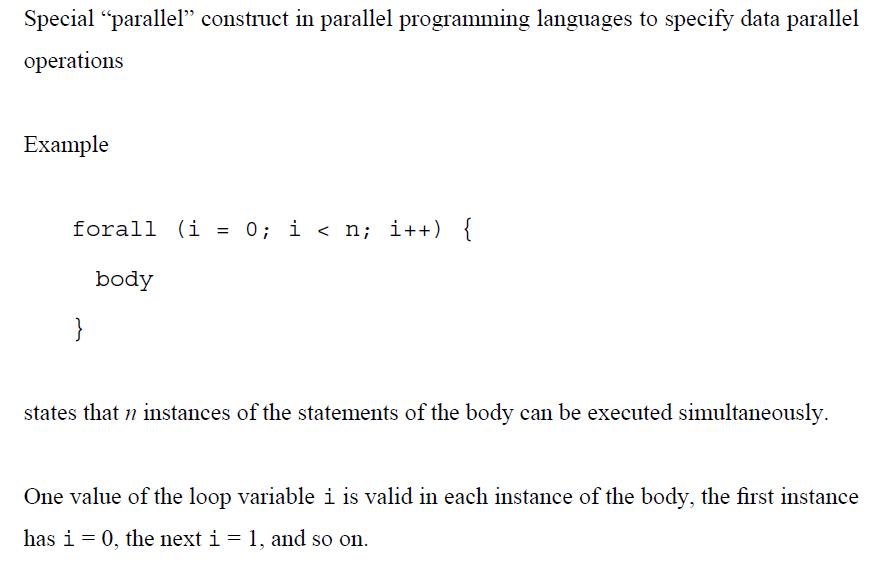 Special “parallel” construct in parallel programming languages to specify data parallel
operations
Example
forall (i = 0; i < n; i++) {
body
}
states that n instances of the statements of the body can be executed simultaneously.
One value of the loop variable i is valid in each instance of the body, the first instance
has i = 0, the next i = 1, and so on.